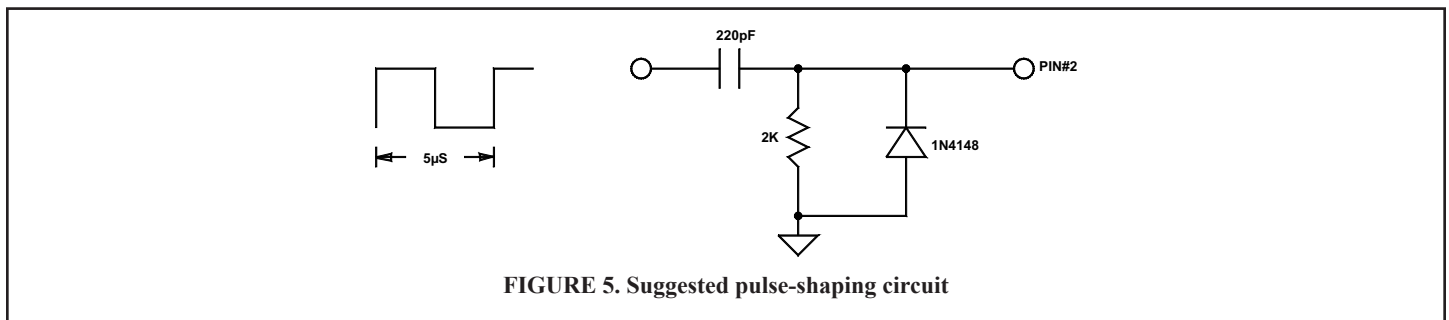 220pF
PIN#2
2K
1N4148
5µS
FIGURE 5. Suggested pulse-shaping circuit